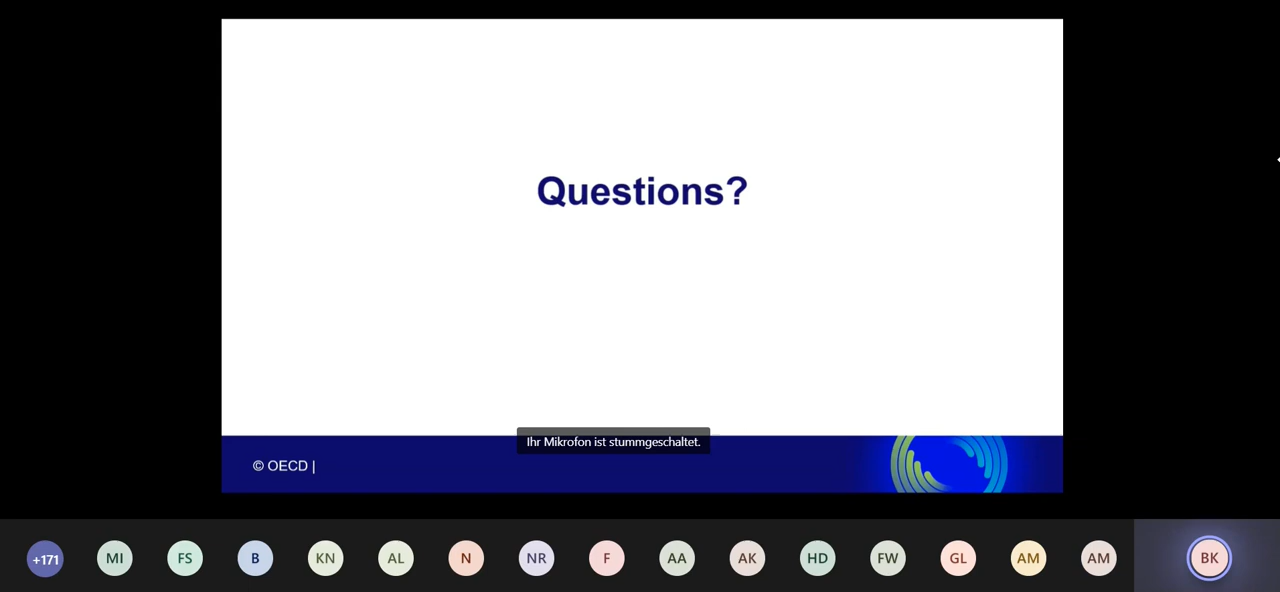 Questions?
Ihr Mikrofon ist stummgeschaltet.
© OECD |
+171 MI FS B KN AL N NR F AA AK HD FW GL AM AM BK